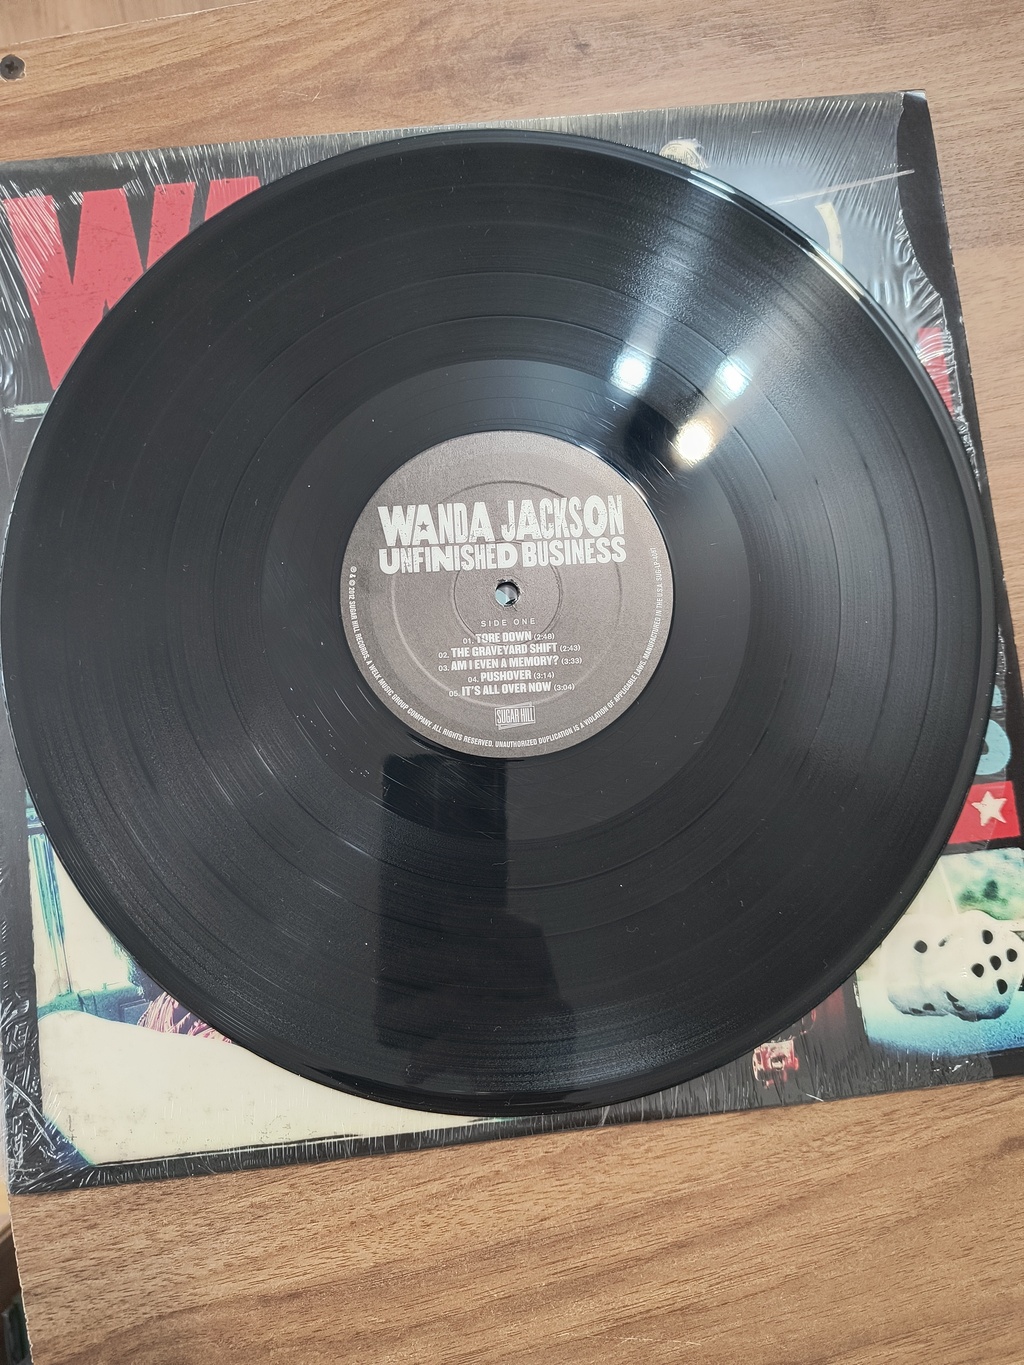 W
WANDA JACKSON
UNFINISHED BUSINESS
SIDE ONE
01. TORE DOWN (2:48)
02. THE GRAVEYARD SHIFT (2:43)
03. AM I EVEN A MEMORY? (3:33)
04. PUSHOVER (3:14)
05. IT'S ALL OVER NOW (3:04)
SUGAR HILL
℗ & © 2012 SUGAR HILL RECORDS, A WELK MUSIC GROUP COMPANY. ALL RIGHTS RESERVED. UNAUTHORIZED DUPLICATION IS A VIOLATION OF APPLICABLE LAWS. MANUFACTURED IN THE U.S.A.
S